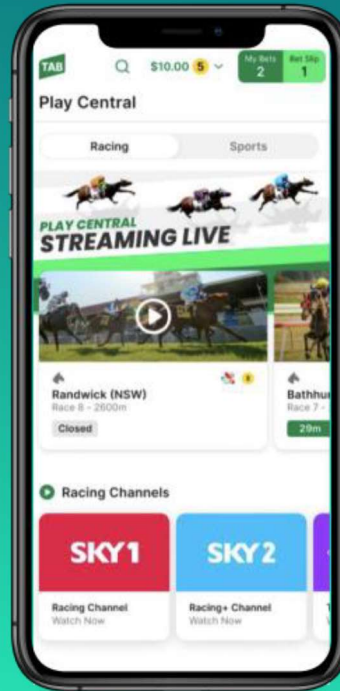 TAB
$10.00 5
My Bets
2
Bet Slip
1
Play Central
Racing
Sports
PLAY CENTRAL
STREAMING LIVE
Randwick (NSW)
Race 8 - 2600m
Closed
Bathhur
Race 7 -
29m
Racing Channels
SKY1
SKY2
Racing Channel
Watch Now
Racing+ Channel
Watch Now